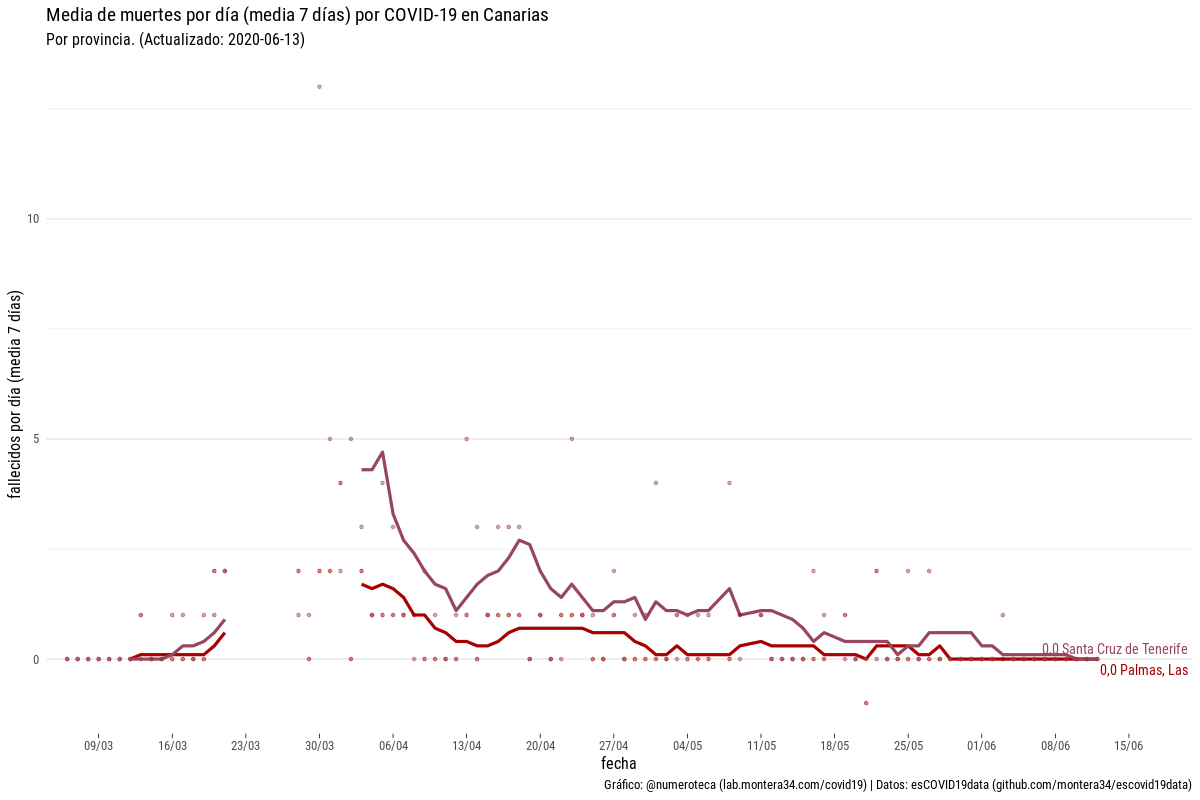 Media de muertes por día (media 7 días) por COVID-19 en Canarias
Por provincia. (Actualizado: 2020-06-13)
fallecidos por día (media 7 días)
10
5
0
0,0 Santa Cruz de Tenerife
0,0 Palmas, Las
09/03 16/03 23/03 30/03 06/04 13/04 20/04 27/04 04/05 11/05 18/05 25/05 01/06 08/06 15/06
fecha
Gráfico: @numeroteca (lab.montera34.com/covid19) | Datos: esCOVID19data (github.com/montera34/escovid19data)